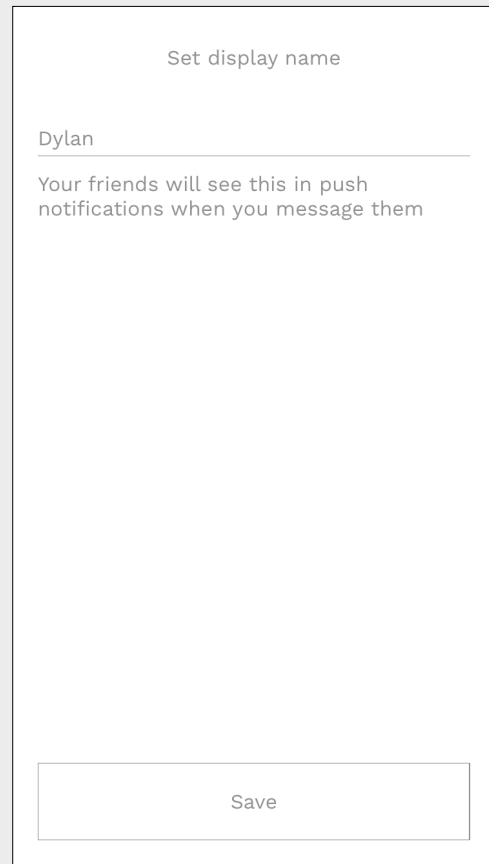 Set display name
Dylan
Your friends will see this in push
notifications when you message them
Save